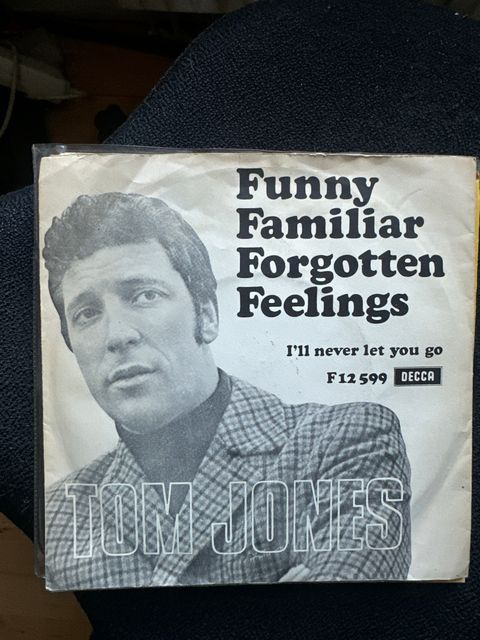 Funny
Familiar
Forgotten
Feelings
I'll never let you go
F 12 599 DECCA
TOM JONES